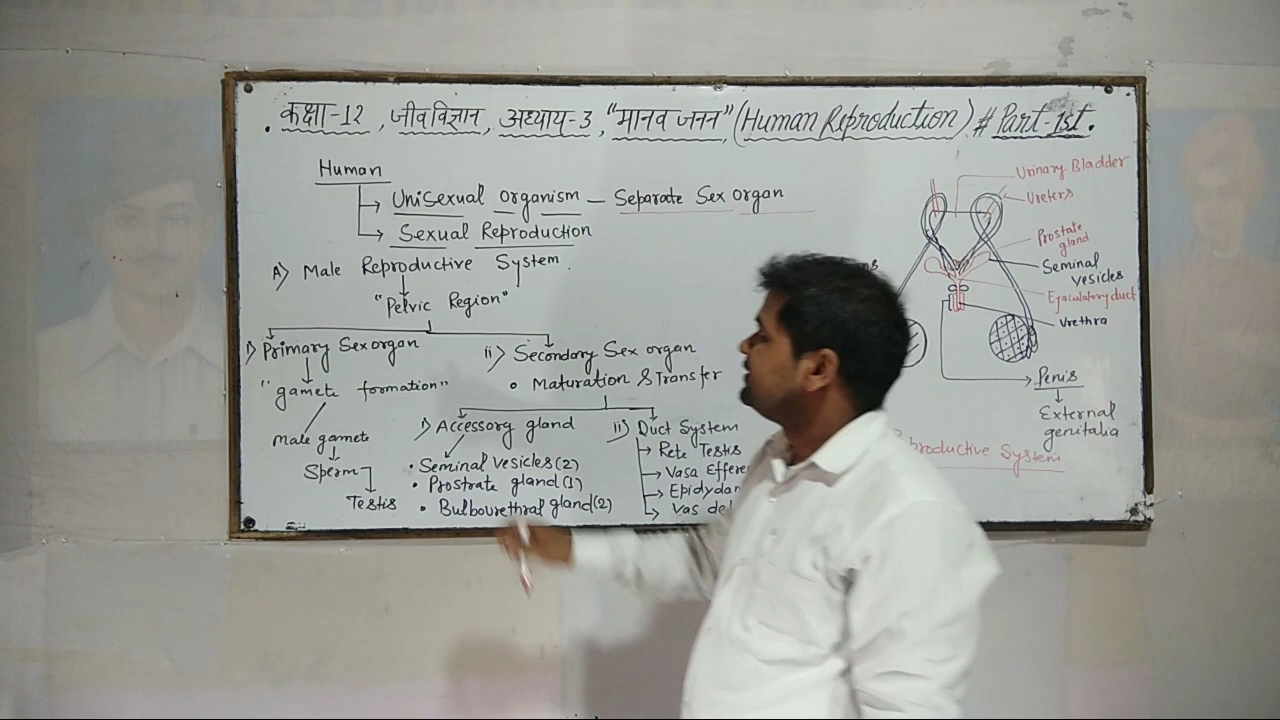 . कक्षा-12, जीव विज्ञान, अध्याय-3, "मानव जनन" (Human Reproduction) # Part-1st.
Human
→ Unisexual organism — Separate Sex organ
→ Sexual Reproduction
A) Male Reproductive System.
"Pelvic Region"
i) Primary Sex organ
"gamete formation"
Male gamete
Sperm
Testis
ii) Secondary Sex organ
• Maturation & Transfer
i) Accessory gland
• Seminal vesicles (2)
• Prostrate gland (1)
• Bulbourethral gland (2)
ii) Duct System
→ Rete Testis
→ Vasa Effere
→ Epidydam
→ Vas de
Urinary Bladder
Ureters
Prostate gland
Seminal vesicles
Ejaculatory duct
Urethra
Penis
External
genitalia
productive System